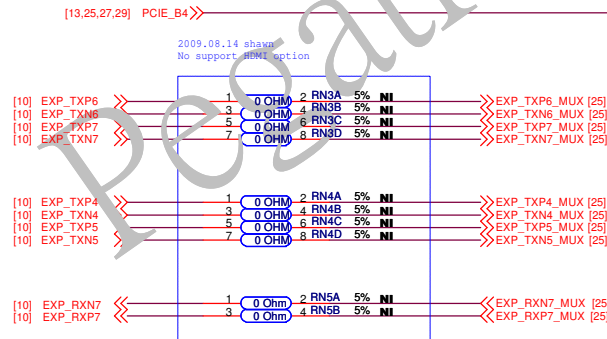 [13,25,27,29] PCIE_B4
2009.08.14 shawn
No support HDMI option
[10] EXP_TXP6 1 0 OHM 2 RN3A 5% NI EXP_TXP6_MUX [25]
[10] EXP_TXN6 3 0 OHM 4 RN3B 5% NI EXP_TXN6_MUX [25]
[10] EXP_TXP7 5 0 OHM 6 RN3C 5% NI EXP_TXP7_MUX [25]
[10] EXP_TXN7 7 0 OHM 8 RN3D 5% NI EXP_TXN7_MUX [25]
[10] EXP_TXP4 1 0 OHM 2 RN4A 5% NI EXP_TXP4_MUX [25]
[10] EXP_TXN4 3 0 OHM 4 RN4B 5% NI EXP_TXN4_MUX [25]
[10] EXP_TXP5 5 0 OHM 6 RN4C 5% NI EXP_TXP5_MUX [25]
[10] EXP_TXN5 7 0 OHM 8 RN4D 5% NI EXP_TXN5_MUX [25]
[10] EXP_RXN7 1 0 Ohm 2 RN5A 5% NI EXP_RXN7_MUX [25
[10] EXP_RXP7 3 0 Ohm 4 RN5B 5% NI EXP_RXP7_MUX [25]
Pegat